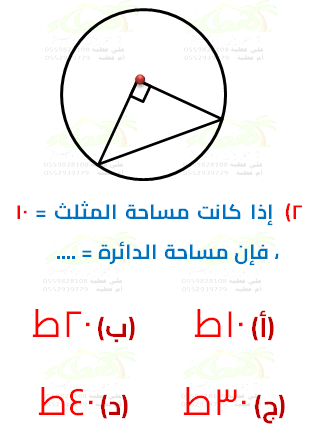 ٢) إذا كانت مساحة المثلث = ١٠
، فإن مساحة الدائرة = ....
(أ) ١٠ط (ب) ٢٠ط
(ج) ٣٠ط (د) ٤٠ط